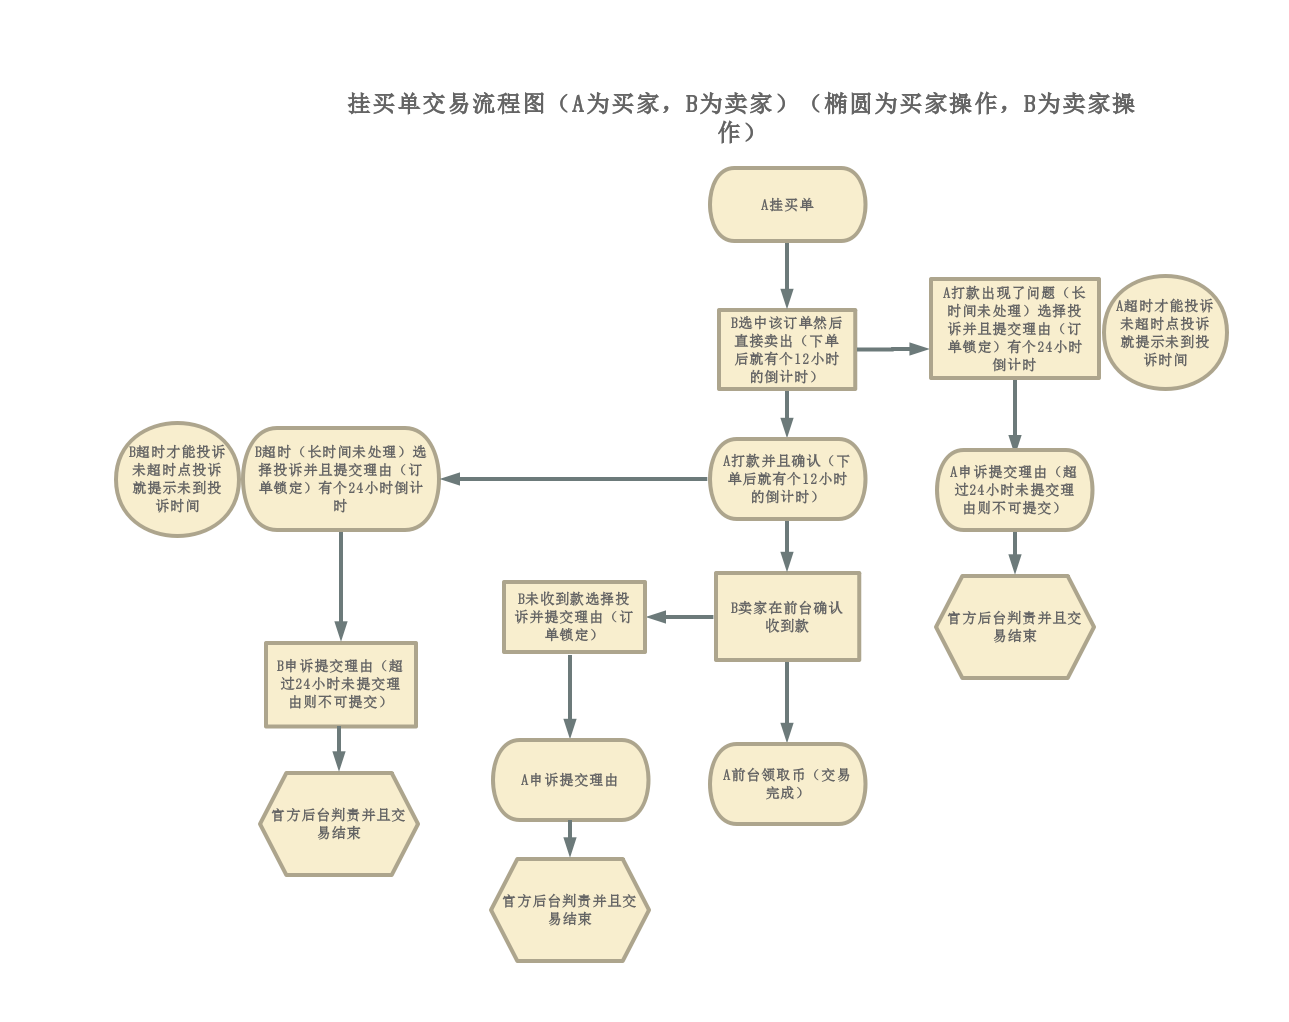 挂买单交易流程图（A为买家，B为卖家）（椭圆为买家操作，B为卖家操
作）
A挂买单
B选中该订单然后
直接卖出（下单
后就有个12小时
的倒计时）
A打款出现了问题（长
时间未处理）选择投
诉并且提交理由（订
单锁定）有个24小时
倒计时
A超时才能投诉
未超时点投诉
就提示未到投
诉时间
B超时才能投诉
未超时点投诉
就提示未到投
诉时间
B超时（长时间未处理）选
择投诉并且提交理由（订
单锁定）有个24小时倒计
时
A打款并且确认（下
单后就有个12小时
的倒计时）
A申诉提交理由（超
过24小时未提交理
由则不可提交）
B未收到款选择投
诉并提交理由（订
单锁定）
B卖家在前台确认
收到款
官方后台判责并且交
易结束
B申诉提交理由（超
过24小时未提交理
由则不可提交）
A申诉提交理由
A前台领取币（交易
完成）
官方后台判责并且交
易结束
官方后台判责并且交
易结束